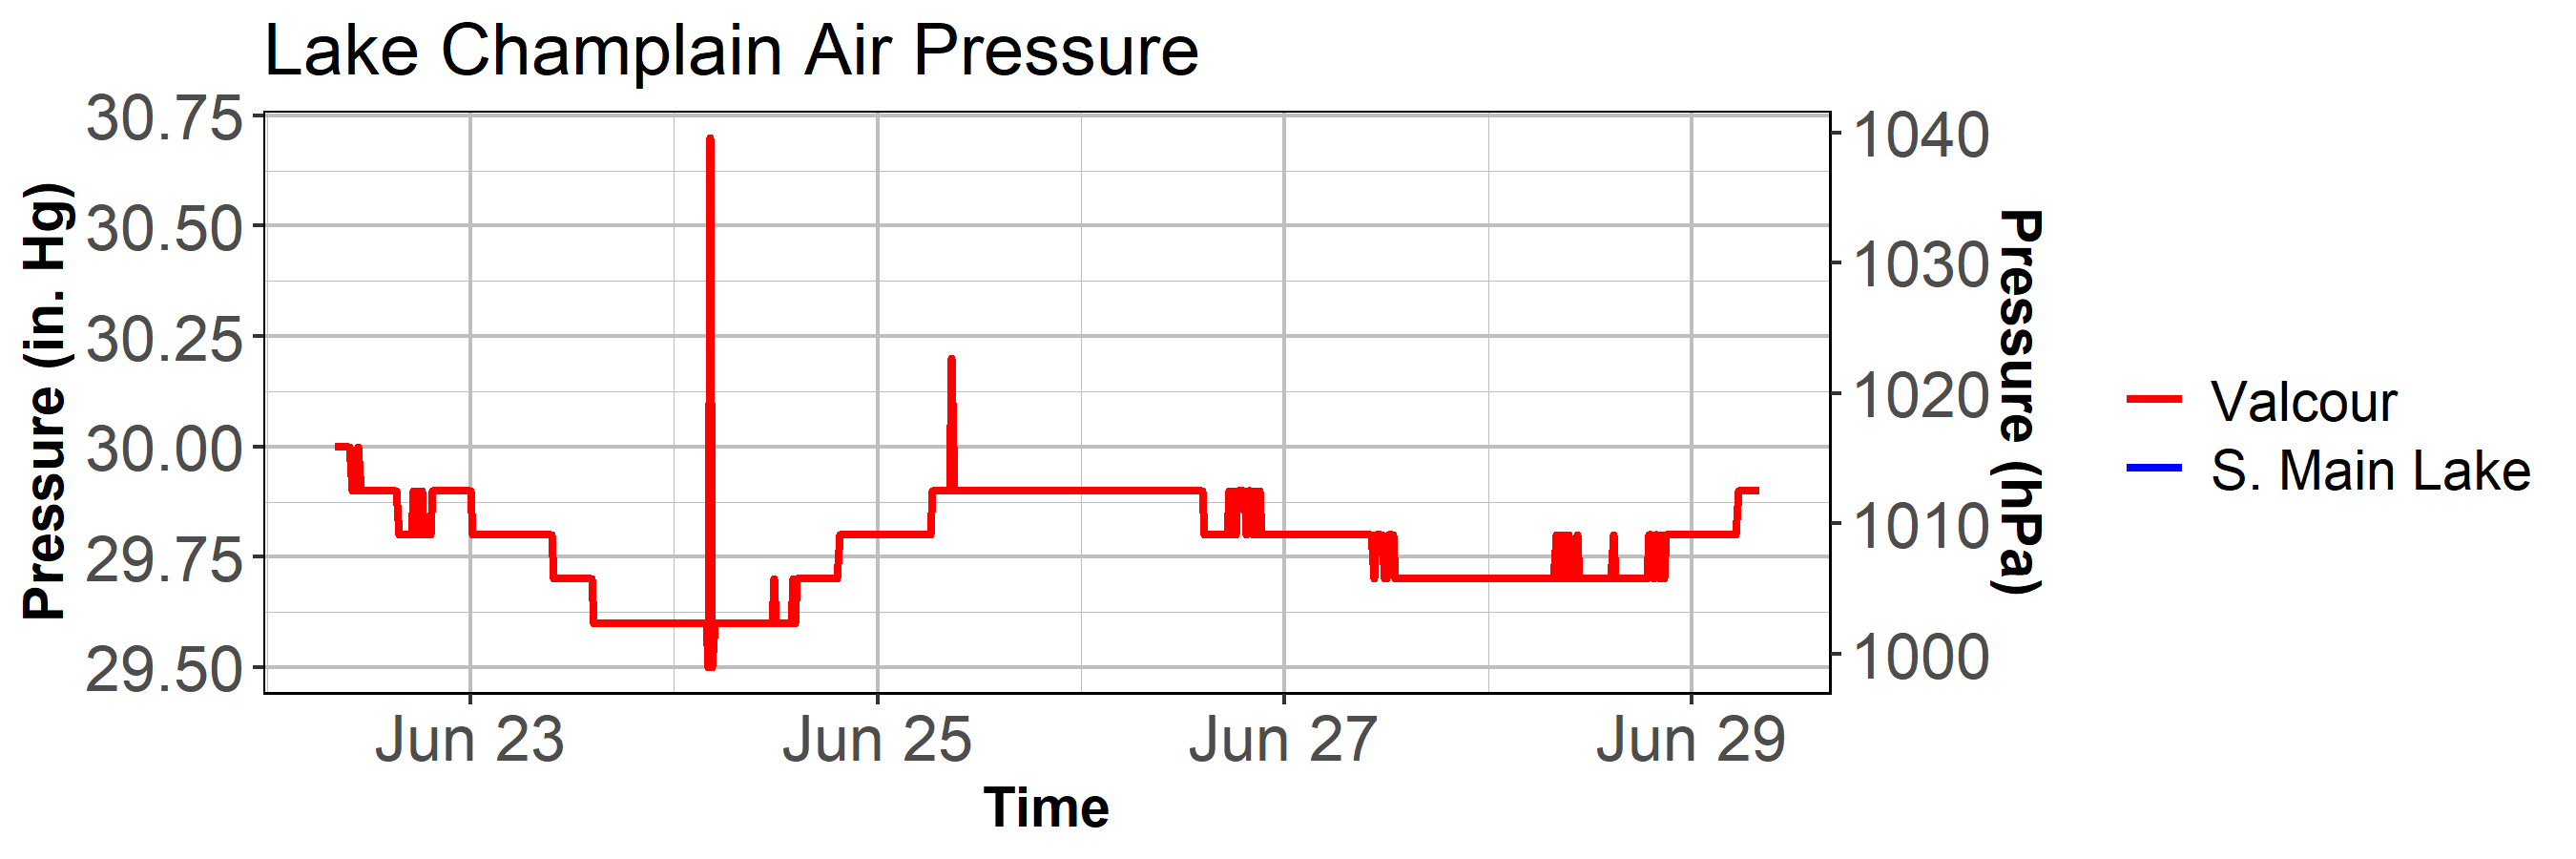 Lake Champlain Air Pressure
30.75
30.50
30.25
30.00
29.75
29.50
Pressure (in. Hg)
1040
1030
1020
1010
1000
Pressure (hPa)
Jun 23
Jun 25
Jun 27
Jun 29
Time
Valcour
S. Main Lake